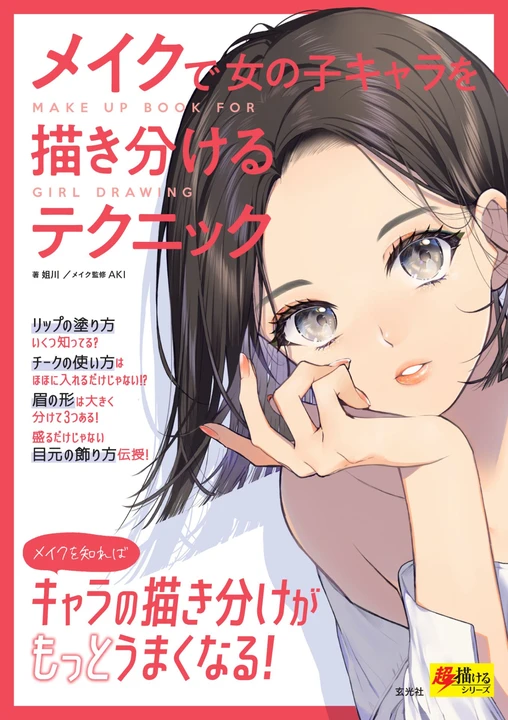 メイクで女の子キャラを
MAKE UP BOOK FOR
描き分ける
GIRL DRAWING
テクニック
著 姐川／メイク監修 AKI
リップの塗り方
いくつ知ってる?
チークの使い方は
ほほに入れるだけじゃない!?
眉の形は大きく
分けて3つある!
盛るだけじゃない
目元の飾り方伝授!
メイクを知れば
キャラの描き分けが
もっとうまくなる!
玄光社
超描ける
シリーズ